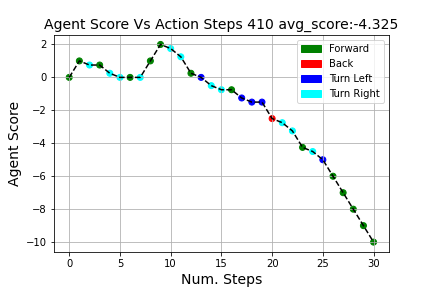 Agent Score Vs Action Steps 410 avg_score:-4.325
Forward
Back
Turn Left
Turn Right
Agent Score
2
0
−2
−4
−6
−8
−10
0 5 10 15 20 25 30
Num. Steps